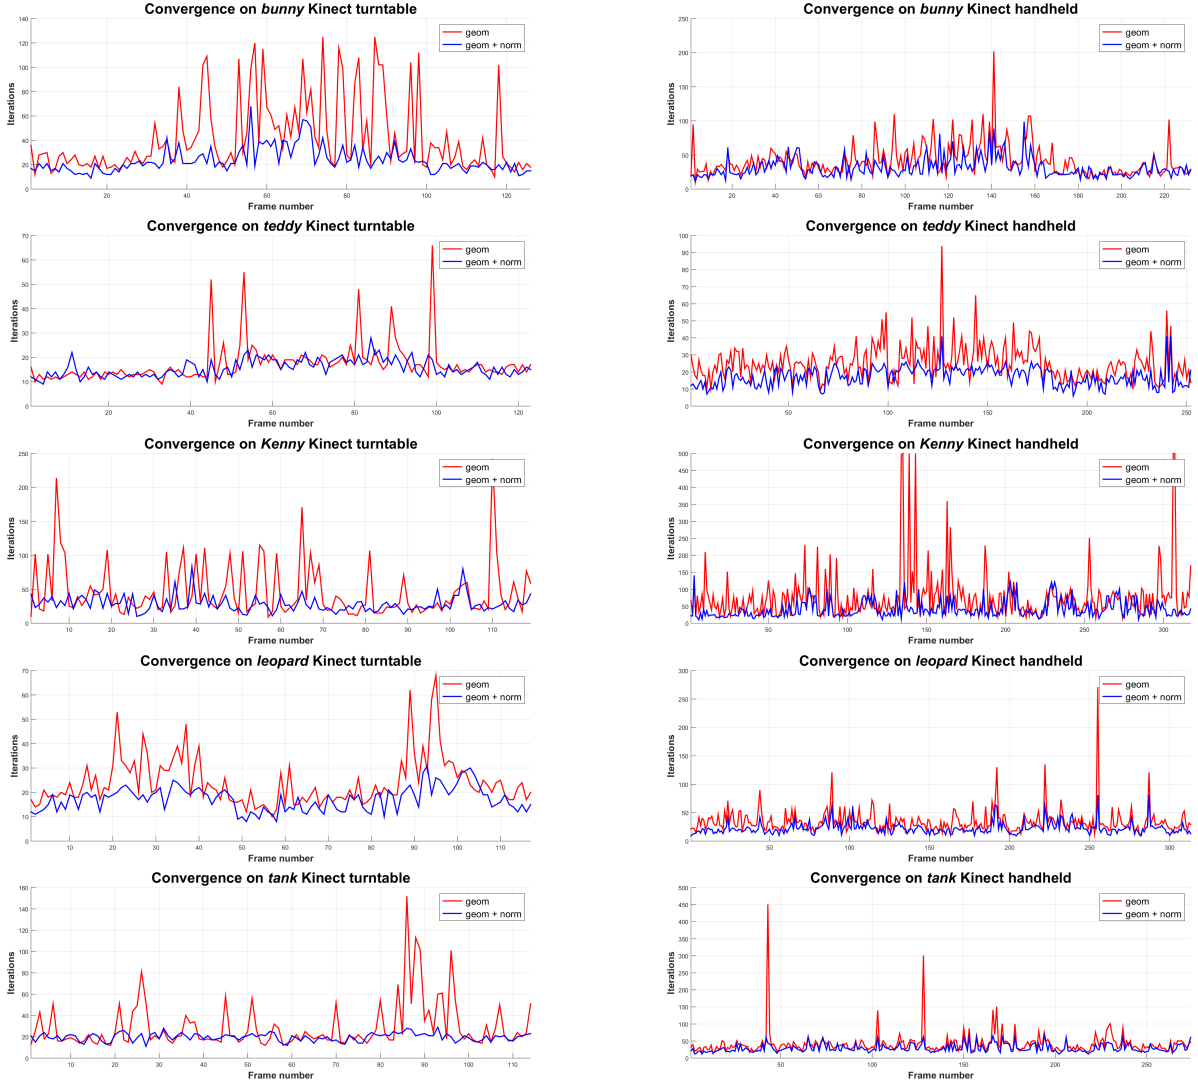 Convergence on bunny Kinect turntable
140
120
100
80
60
40
20
0
Iterations
geom
geom + norm
20 40 60 80 100 120
Frame number
Convergence on bunny Kinect handheld
250
200
150
100
50
0
Iterations
geom
geom + norm
20 40 60 80 100 120 140 160 180 200 220
Frame number
Convergence on teddy Kinect turntable
70
60
50
40
30
20
10
0
Iterations
geom
geom + norm
20 40 60 80 100 120
Frame number
Convergence on teddy Kinect handheld
100
90
80
70
60
50
40
30
20
10
0
Iterations
geom
geom + norm
50 100 150 200 250
Frame number
Convergence on Kenny Kinect turntable
250
200
150
100
50
0
Iterations
geom
geom + norm
10 20 30 40 50 60 70 80 90 100 110
Frame number
Convergence on Kenny Kinect handheld
500
450
400
350
300
250
200
150
100
50
0
Iterations
geom
geom + norm
50 100 150 200 250 300
Frame number
Convergence on leopard Kinect turntable
70
60
50
40
30
20
10
0
Iterations
geom
geom + norm
10 20 30 40 50 60 70 80 90 100 110
Frame number
Convergence on leopard Kinect handheld
300
250
200
150
100
50
0
Iterations
geom
geom + norm
50 100 150 200 250 300
Frame number
Convergence on tank Kinect turntable
160
140
120
100
80
60
40
20
0
Iterations
geom
geom + norm
10 20 30 40 50 60 70 80 90 100 110
Frame number
Convergence on tank Kinect handheld
500
450
400
350
300
250
200
150
100
50
0
Iterations
geom
geom + norm
50 100 150 200 250
Frame number